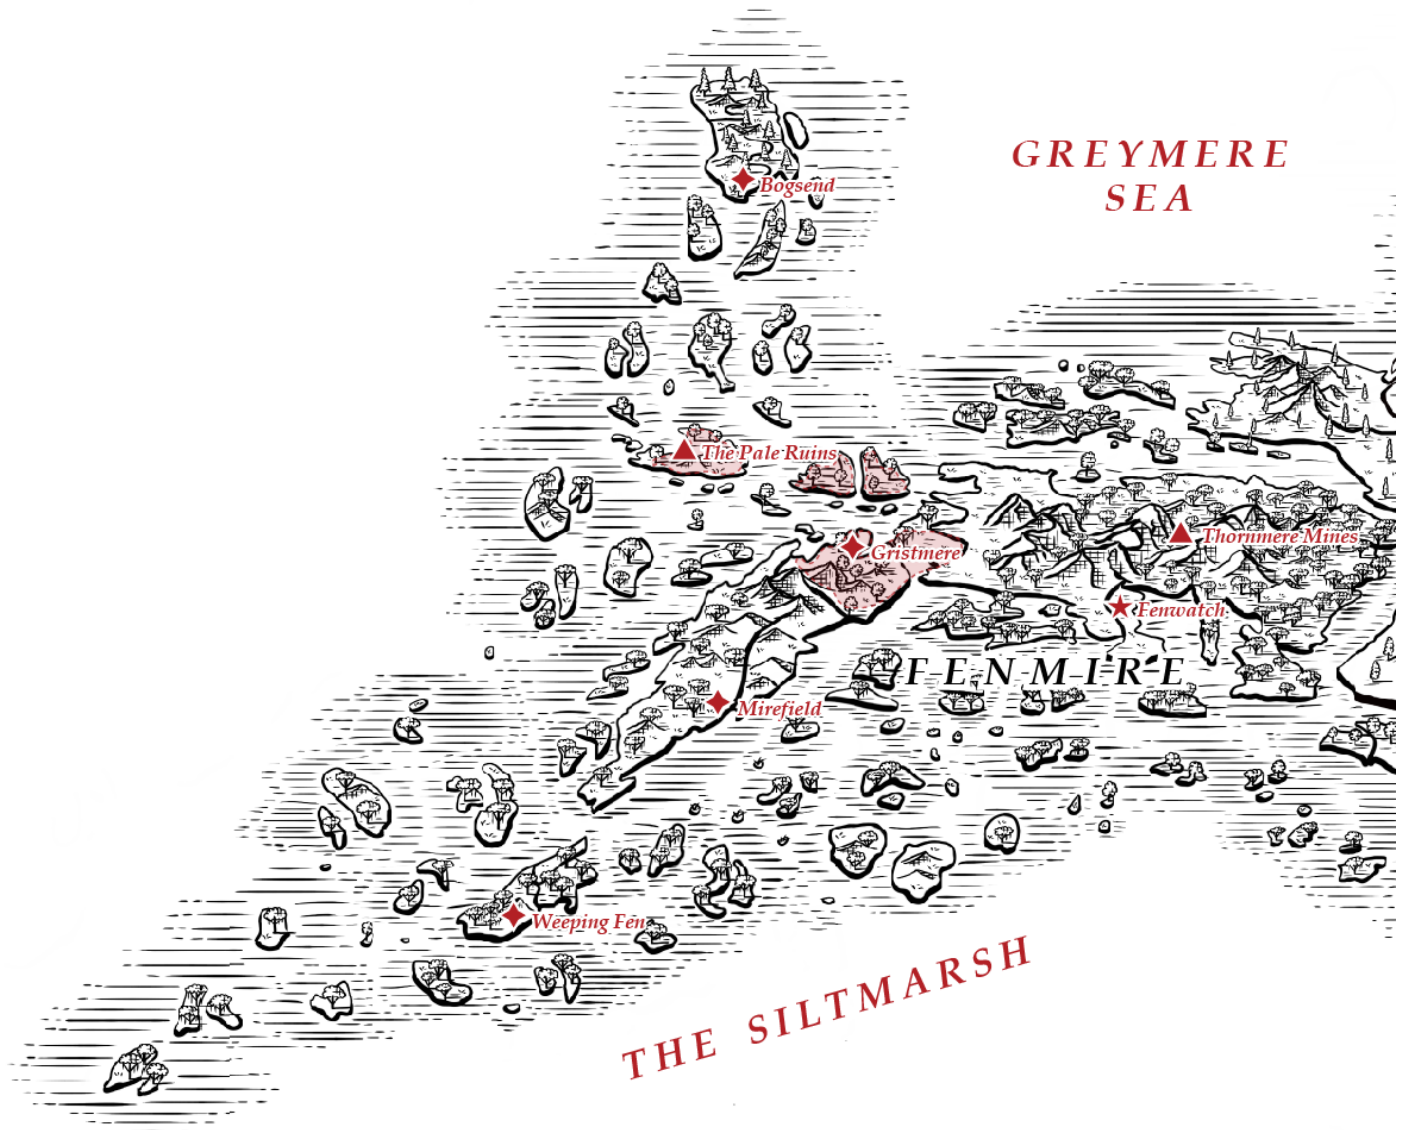 GREYMERE
SEA
Bogsend
The Pale Ruins
Gristmere
Thornmere Mines
Fenwatch
FENMIRE
Mirefield
Weeping Fen
THE SILTMARSH